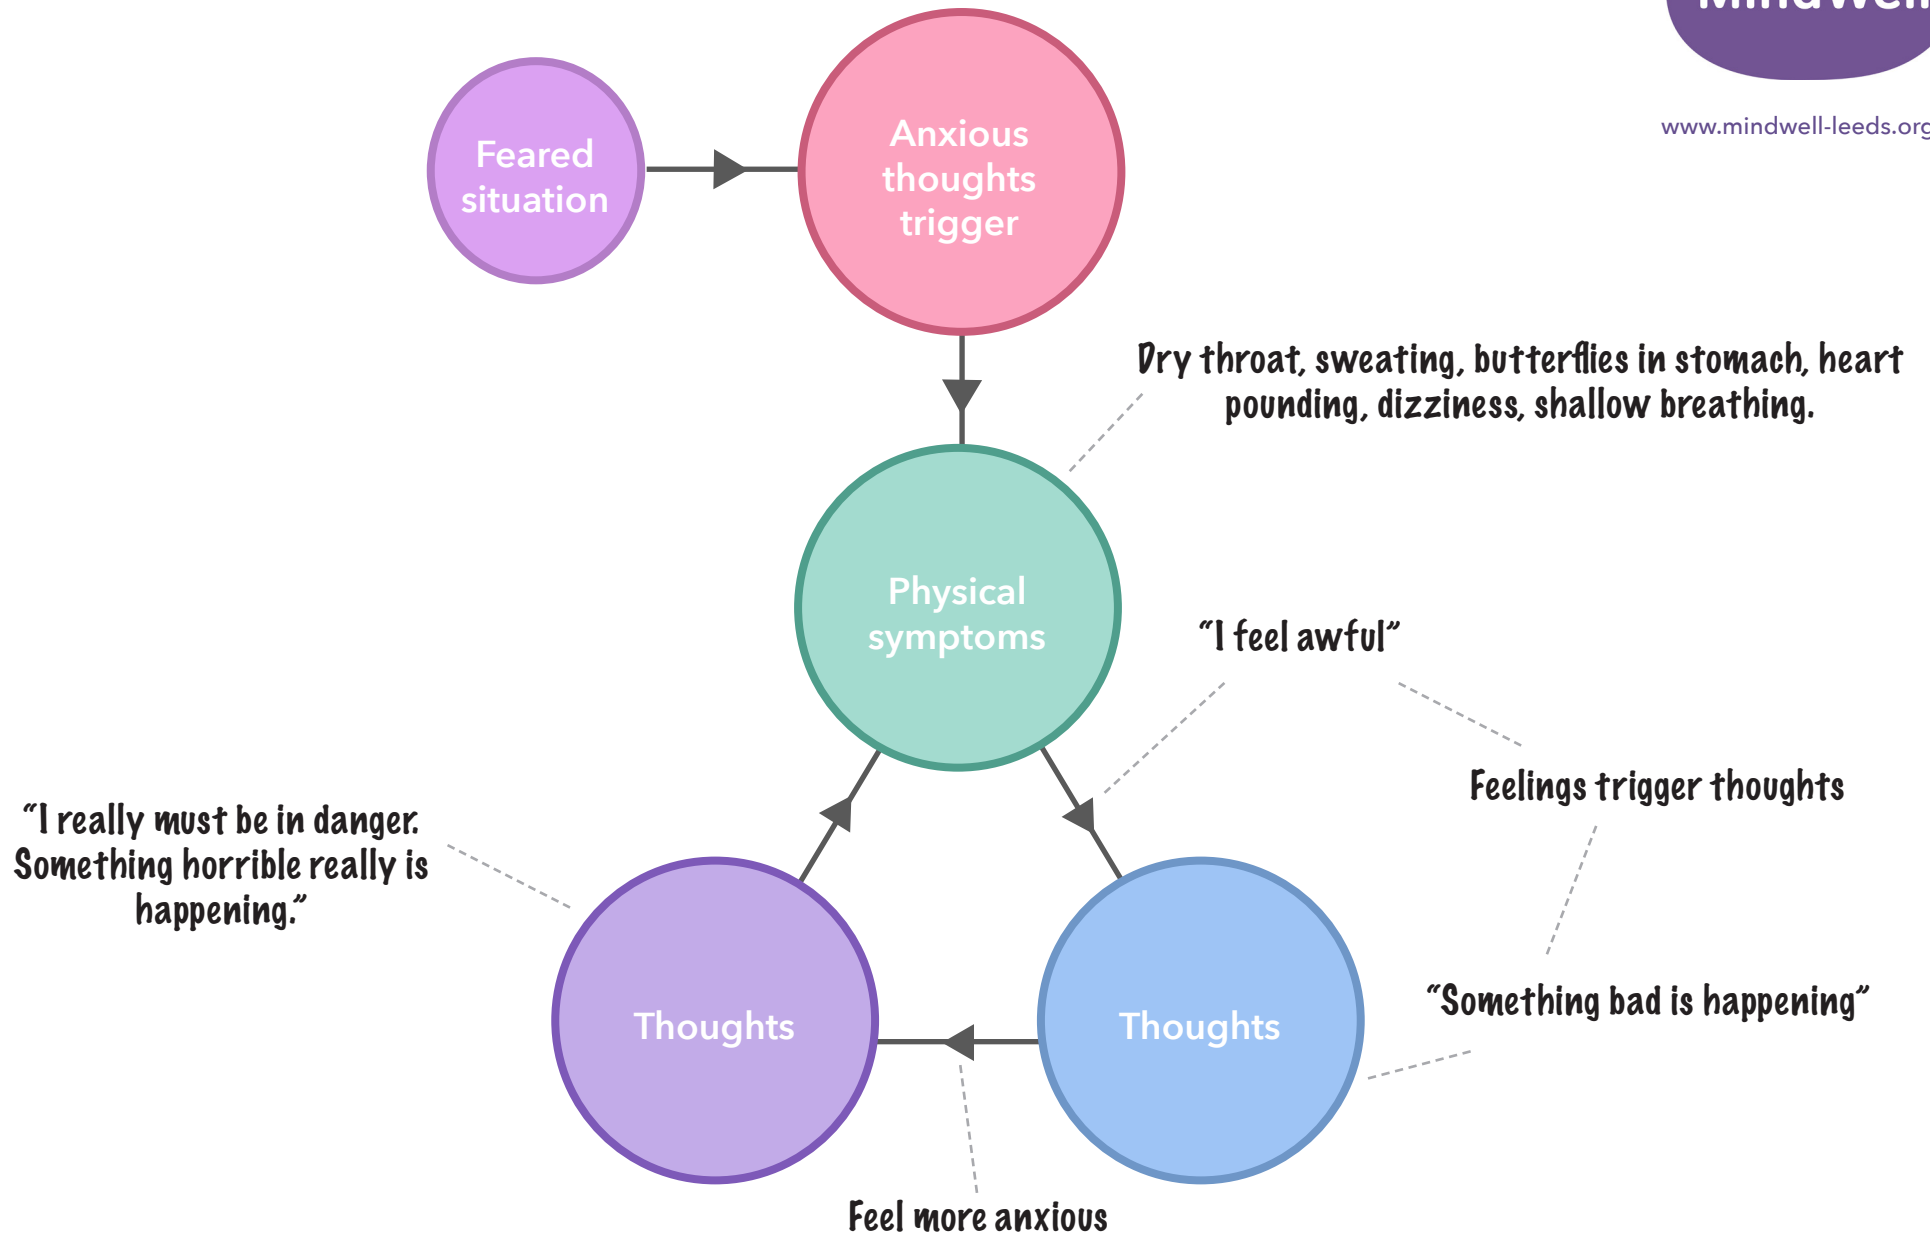 MindWell
www.mindwell-leeds.org
Feared
situation
Anxious
thoughts
trigger
Dry throat, sweating, butterflies in stomach, heart
pounding, dizziness, shallow breathing.
Physical
symptoms
“I feel awful”
Feelings trigger thoughts
“I really must be in danger.
Something horrible really is
happening.”
“Something bad is happening”
Thoughts
Thoughts
Feel more anxious